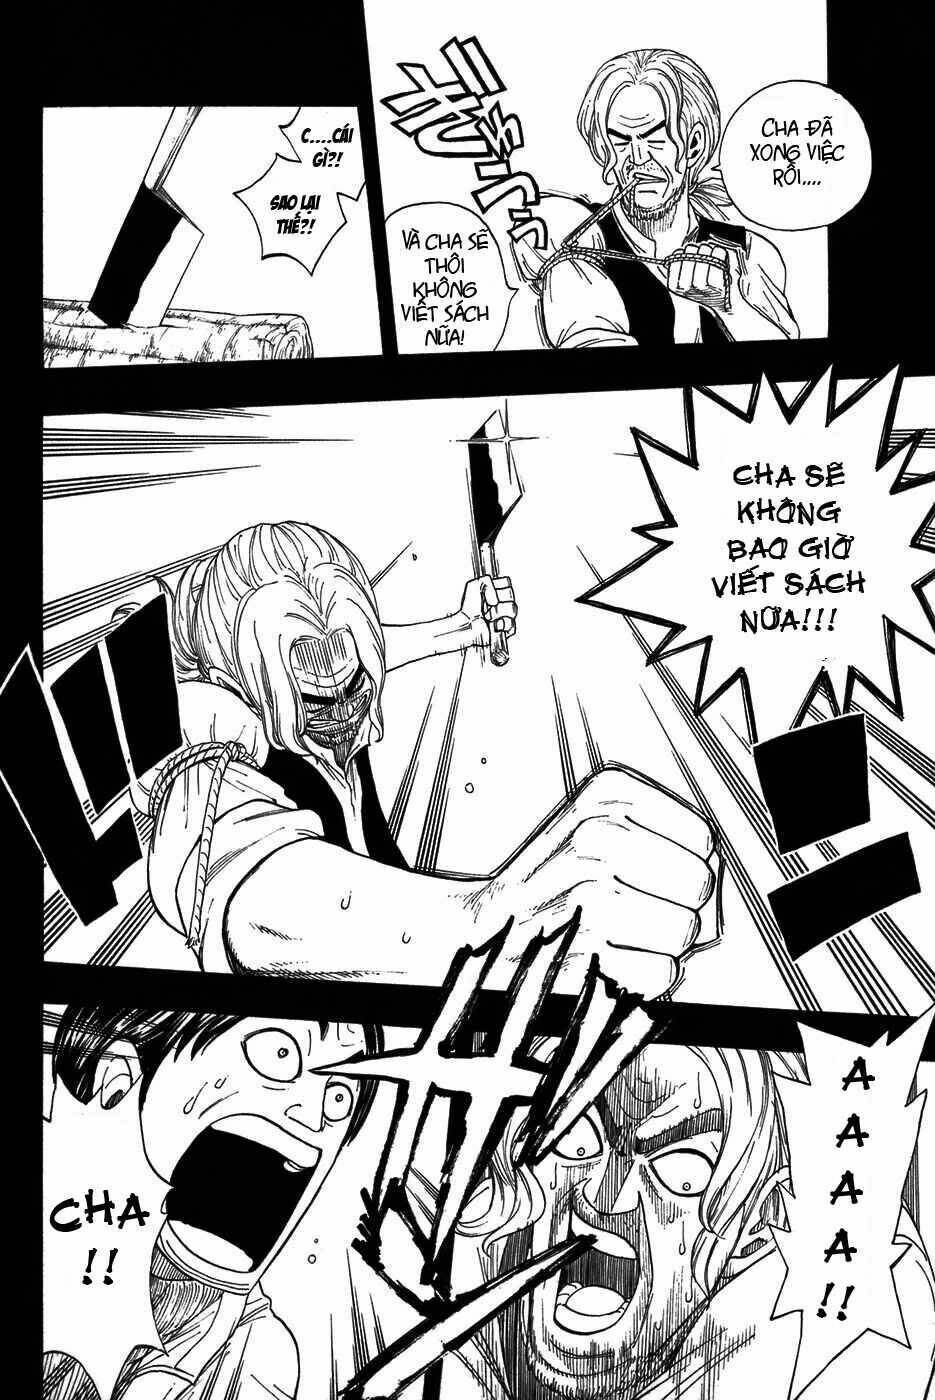 CHA ĐÃ
XONG VIỆC
RỒI....
VÀ CHA SẼ
THÔI
KHÔNG
VIẾT SÁCH
NỮA!
C....CÁI
GÌ?!
SAO LẠI
THẾ?!
CHA SẼ
KHÔNG
BAO GIỜ
VIẾT SÁCH
NỮA!!!
A
A
A
A
A
!!
CHA
!!